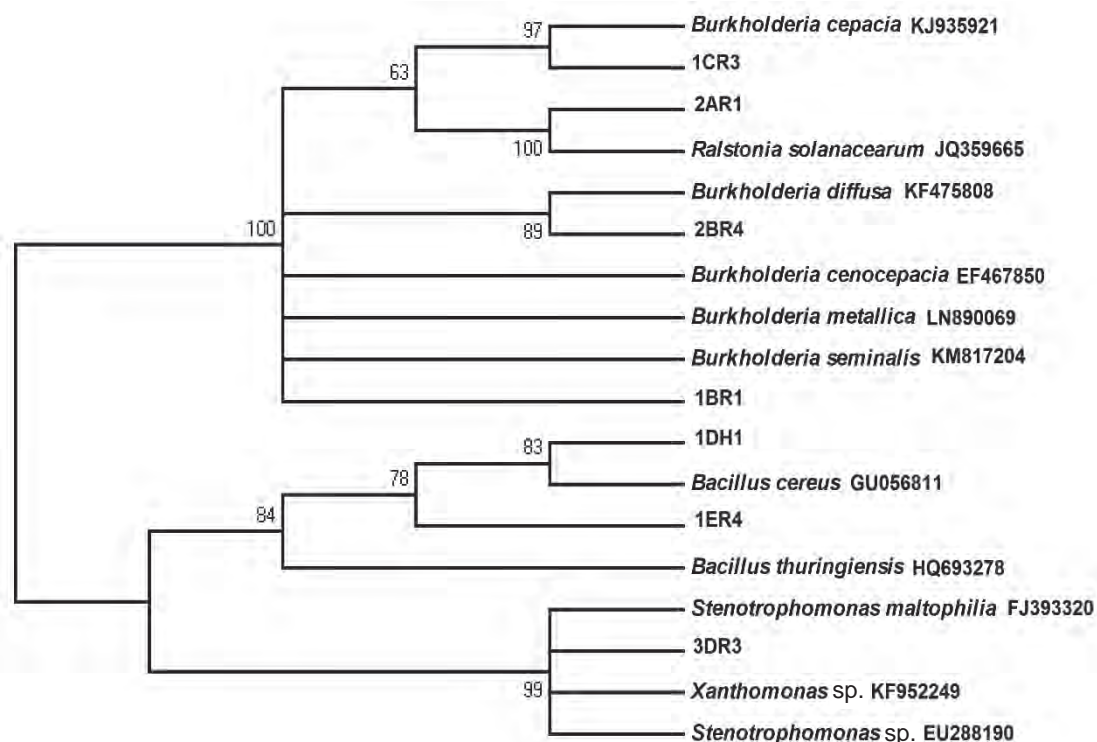 Burkholderia cepacia KJ935921
97
1CR3
63
2AR1
100
Ralstonia solanacearum JQ359665
Burkholderia diffusa KF475808
100
89
2BR4
Burkholderia cenocepacia EF467850
Burkholderia metallica LN890069
Burkholderia seminalis KM817204
1BR1
1DH1
83
78
Bacillus cereus GU056811
84
1ER4
Bacillus thuringiensis HQ693278
Stenotrophomonas maltophilia FJ393320
3DR3
99
Xanthomonas sp. KF952249
Stenotrophomonas sp. EU288190